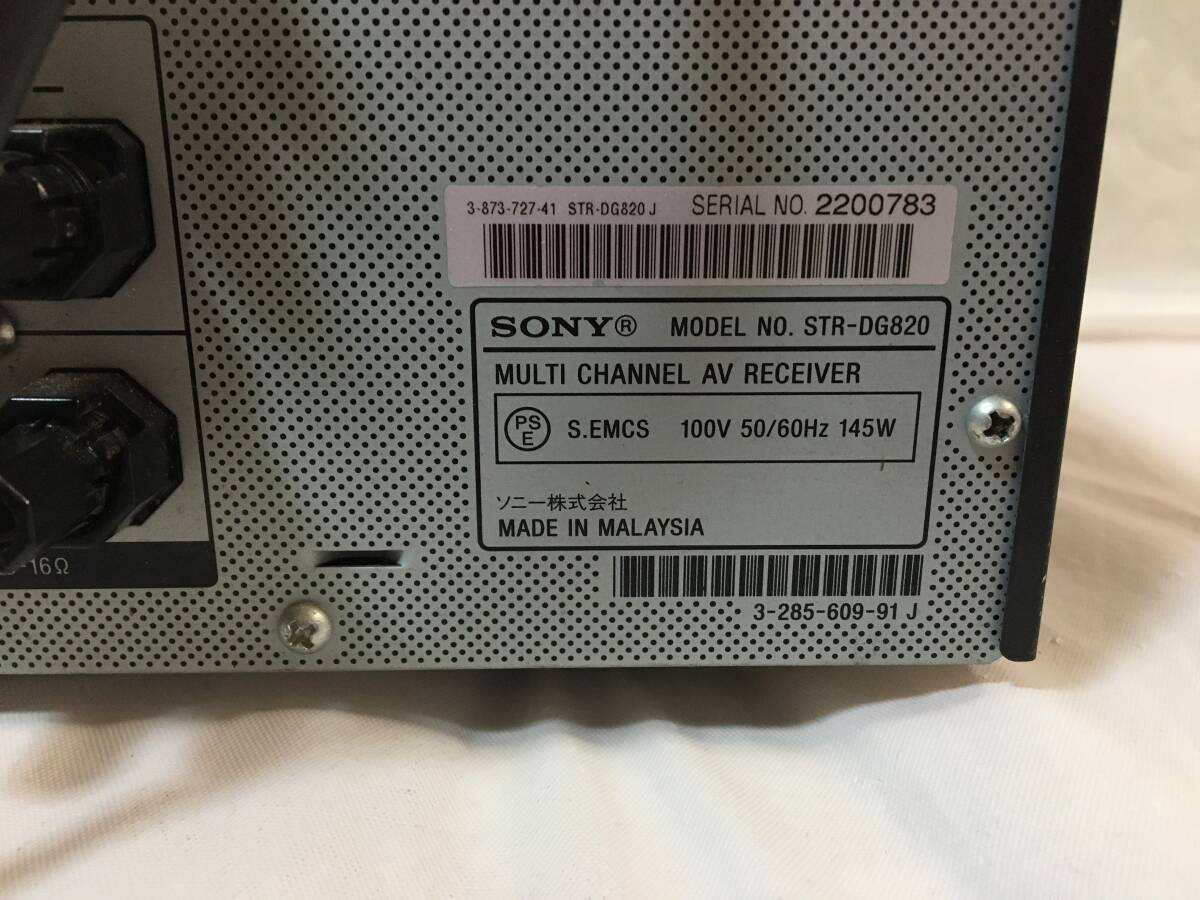 3-873-727-41 STR-DG820 J SERIAL NO. 2200783
SONY® MODEL NO. STR-DG820
MULTI CHANNEL AV RECEIVER
PS
E
S.EMCS 100V 50/60Hz 145W
ソニー株式会社
MADE IN MALAYSIA
3-285-609-91 J
-16Ω